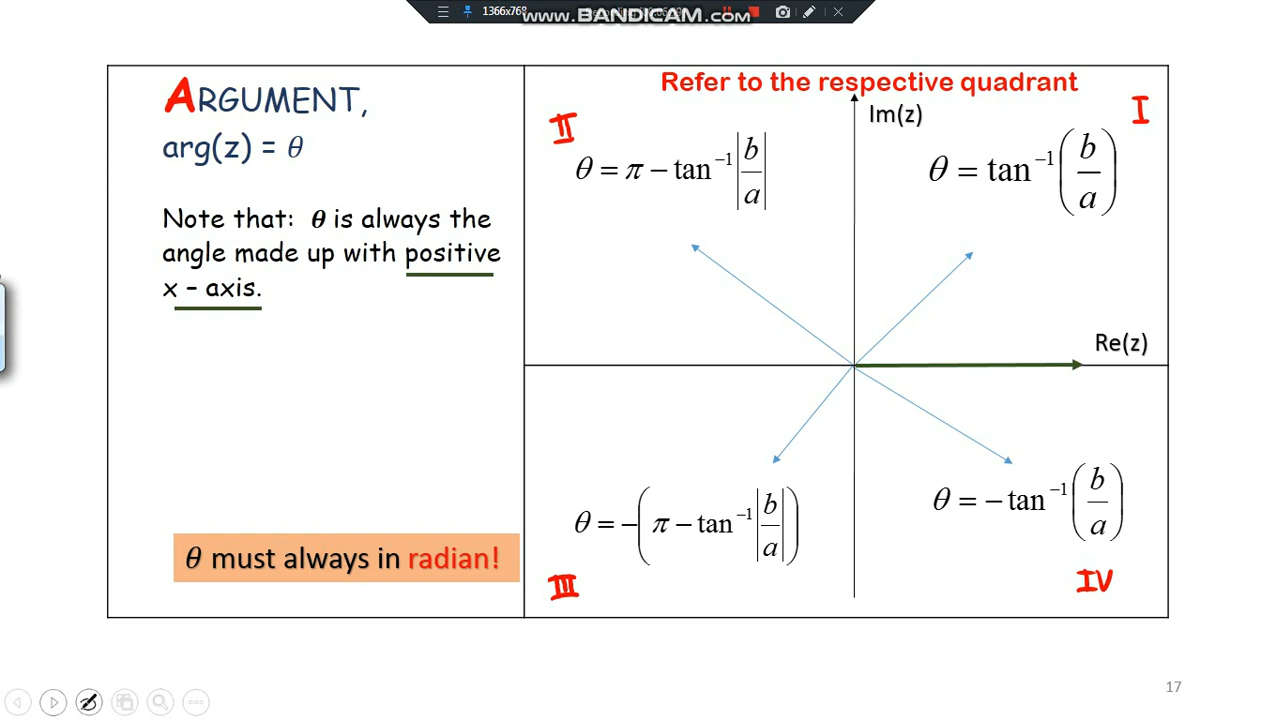 1366x768
www.BANDICAM.com
ARGUMENT,
arg(z) = θ
Note that: θ is always the
angle made up with positive
x – axis.
θ must always in radian!
Refer to the respective quadrant
II
θ = π − tan⁻¹|b/a|
Im(z)
I
θ = tan⁻¹(b/a)
Re(z)
θ = −(π − tan⁻¹|b/a|)
III
θ = − tan⁻¹(b/a)
IV
17